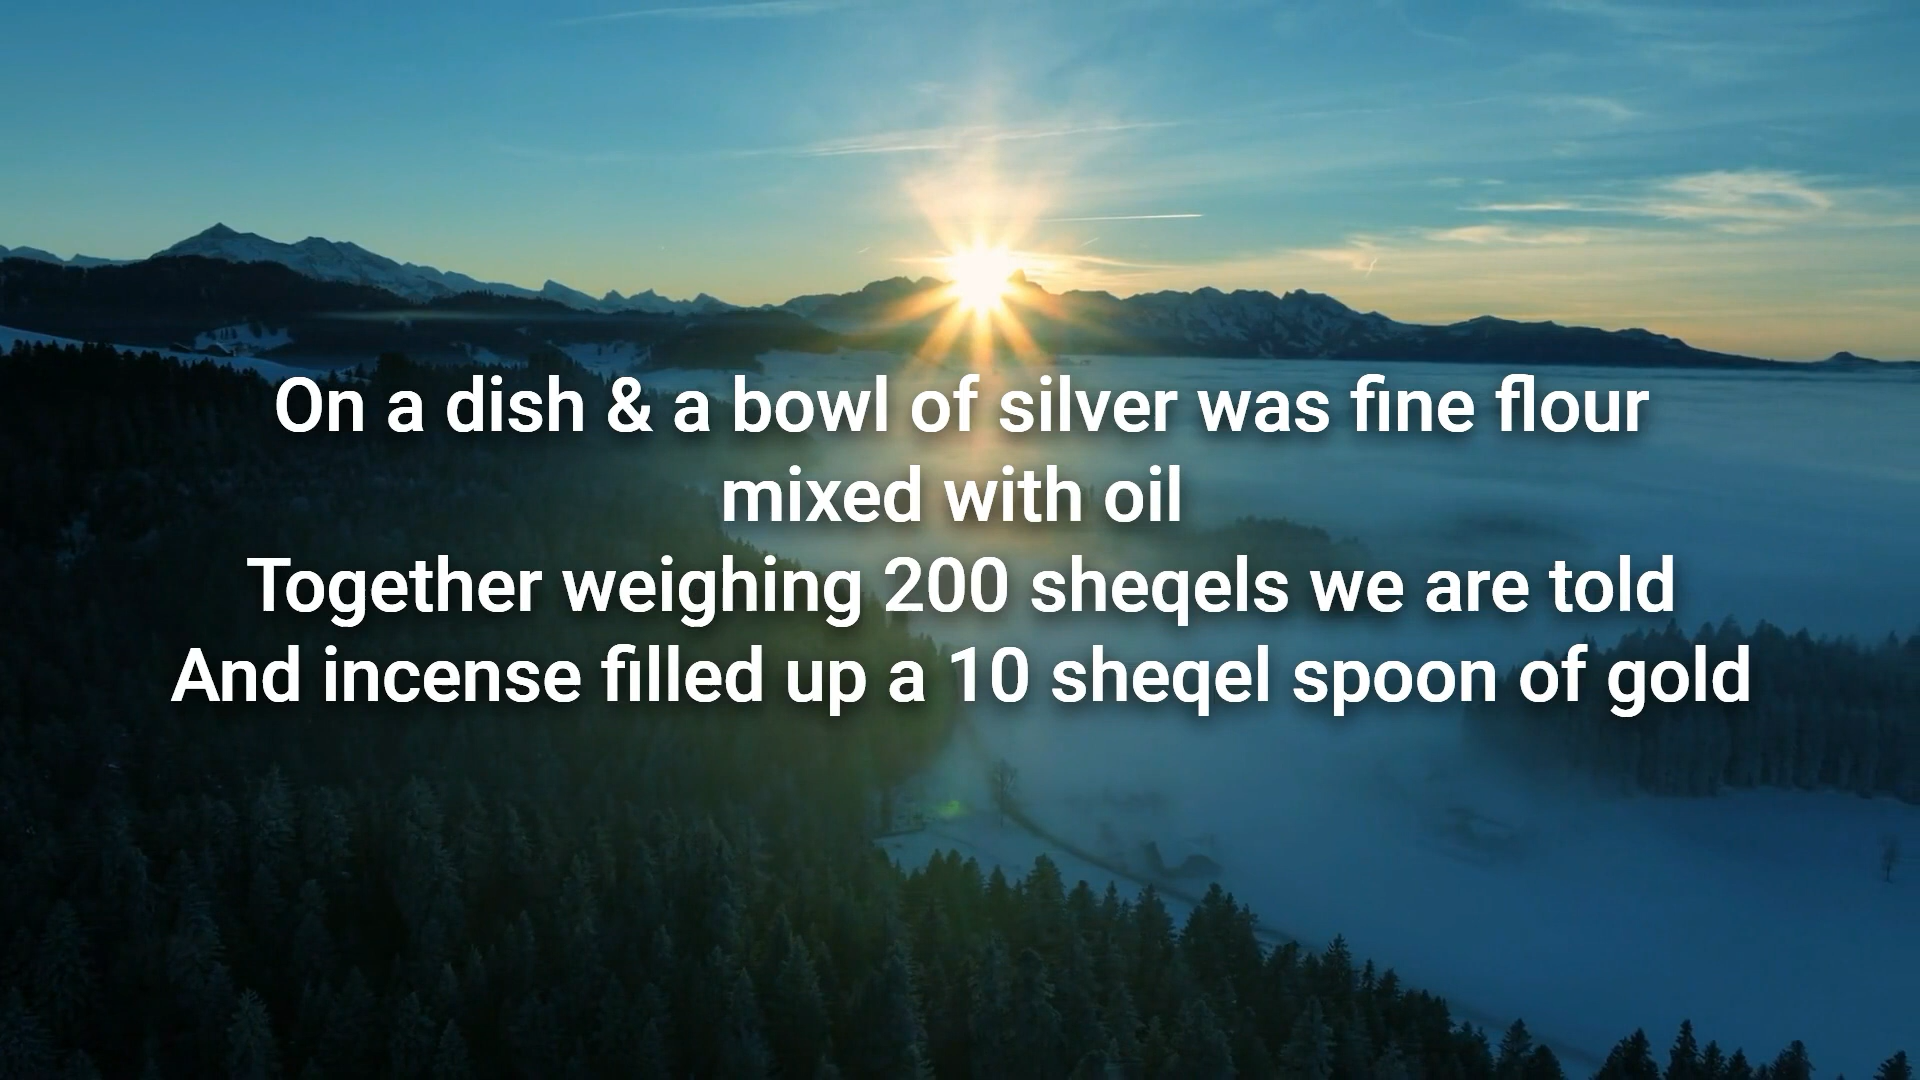 On a dish & a bowl of silver was fine flour
mixed with oil
Together weighing 200 sheqels we are told
And incense filled up a 10 sheqel spoon of gold